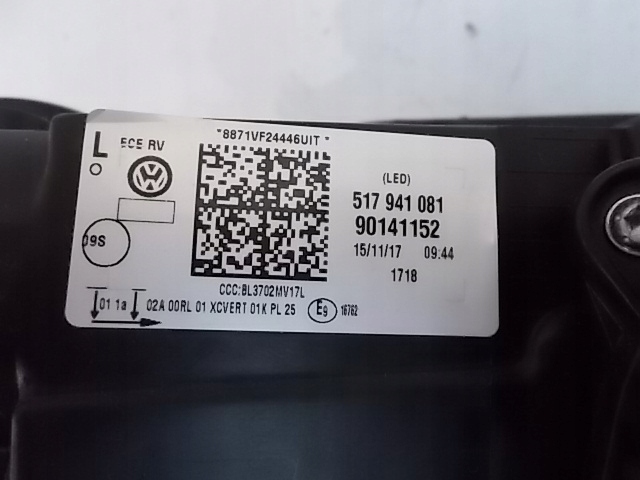 L ECE RV
"8871VF24446UIT"
(LED)
517 941 081
90141152
15/11/17 09:44
1718
09S
CCC:8L3702MV17L
01 1a 02A 00RL 01 XCVERT 01K PL 25 E9 16762